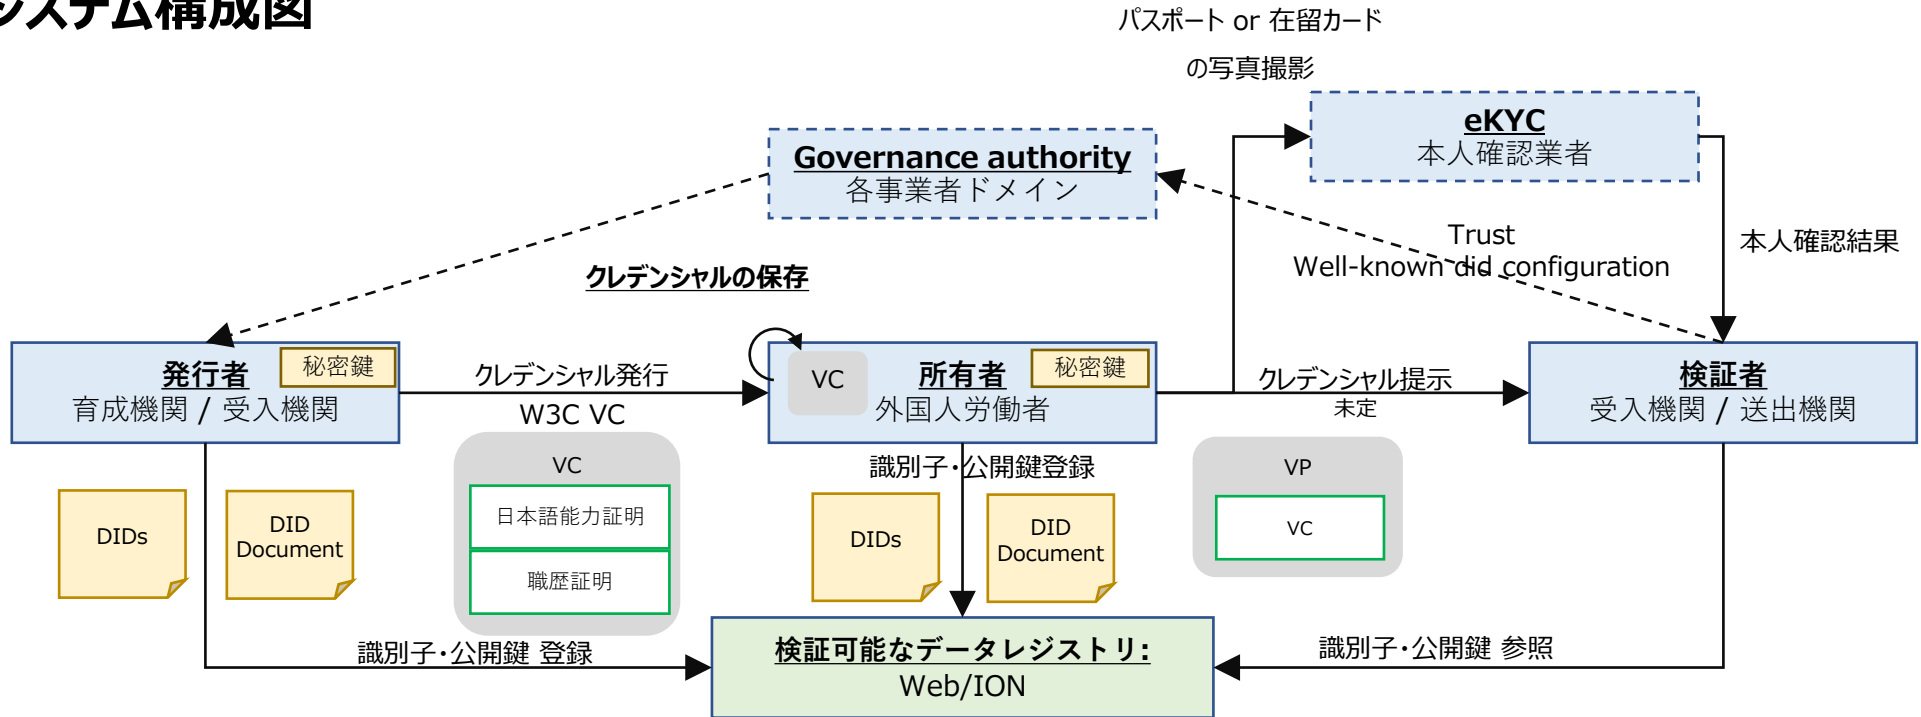 システム構成図
パスポート or 在留カード
の写真撮影
eKYC
本人確認業者
Governance authority
各事業者ドメイン
Trust
Well-known did configuration
本人確認結果
クレデンシャルの保存
発行者
育成機関 / 受入機関
秘密鍵
クレデンシャル発行
W3C VC
VC
所有者
外国人労働者
秘密鍵
クレデンシャル提示
未定
検証者
受入機関 / 送出機関
DIDs
DID
Document
VC
日本語能力証明
職歴証明
識別子・公開鍵登録
DIDs
DID
Document
VP
VC
識別子・公開鍵 登録
検証可能なデータレジストリ:
Web/ION
識別子・公開鍵 参照